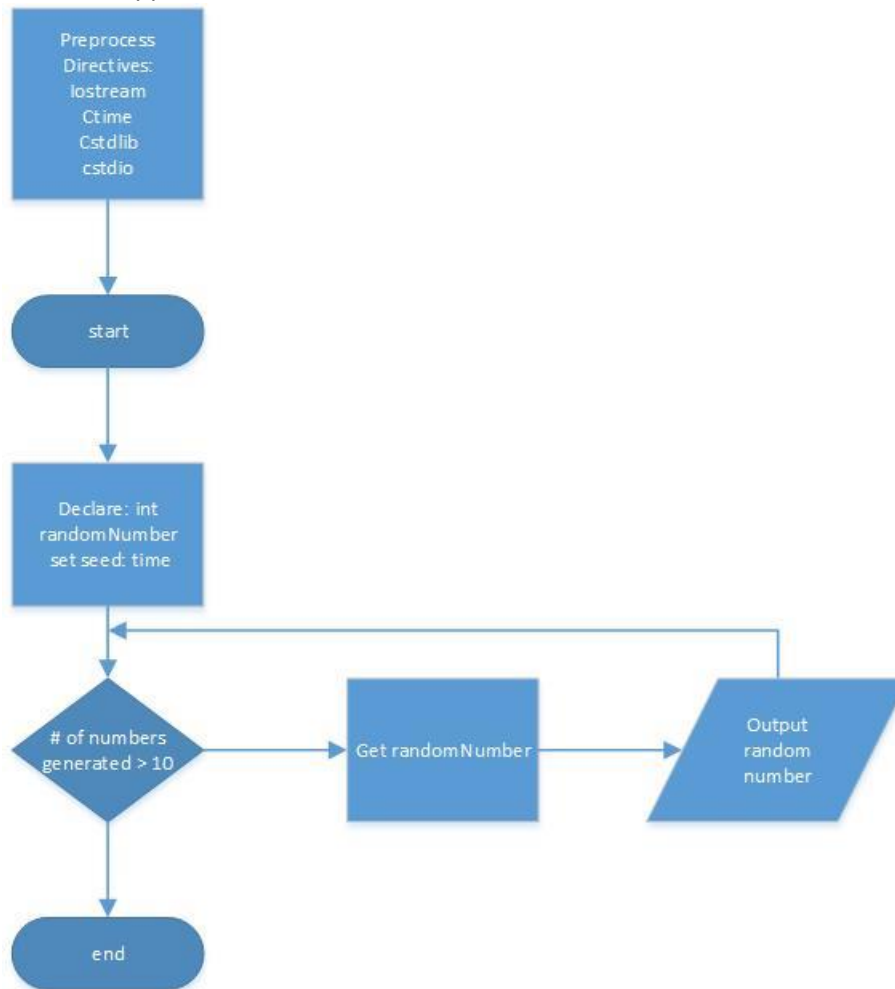 Preprocess
Directives:
Iostream
Ctime
Cstdlib
cstdio
start
Declare: int
randomNumber
set seed: time
# of numbers
generated > 10
Get randomNumber
Output
random
number
end